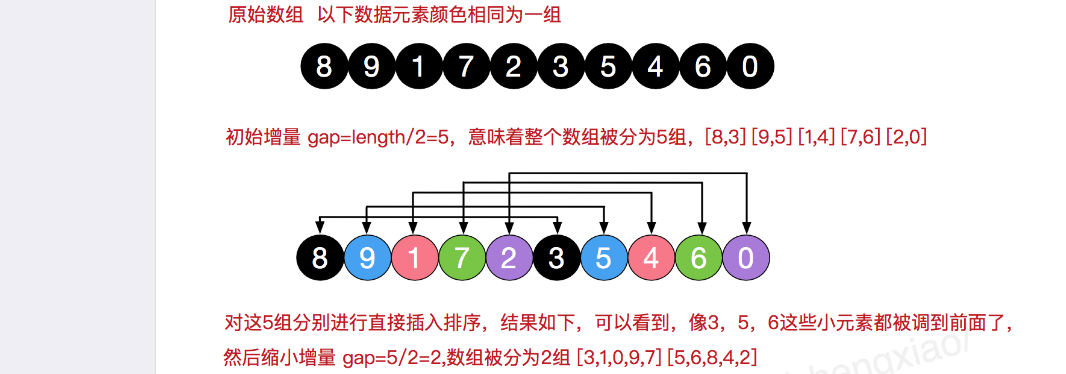 原始数组 以下数据元素颜色相同为一组
8 9 1 7 2 3 5 4 6 0
初始增量 gap=length/2=5，意味着整个数组被分为5组，[8,3] [9,5] [1,4] [7,6] [2,0]
8 9 1 7 2 3 5 4 6 0
对这5组分别进行直接插入排序，结果如下，可以看到，像3，5，6这些小元素都被调到前面了，
然后缩小增量 gap=5/2=2,数组被分为2组 [3,1,0,9,7] [5,6,8,4,2]